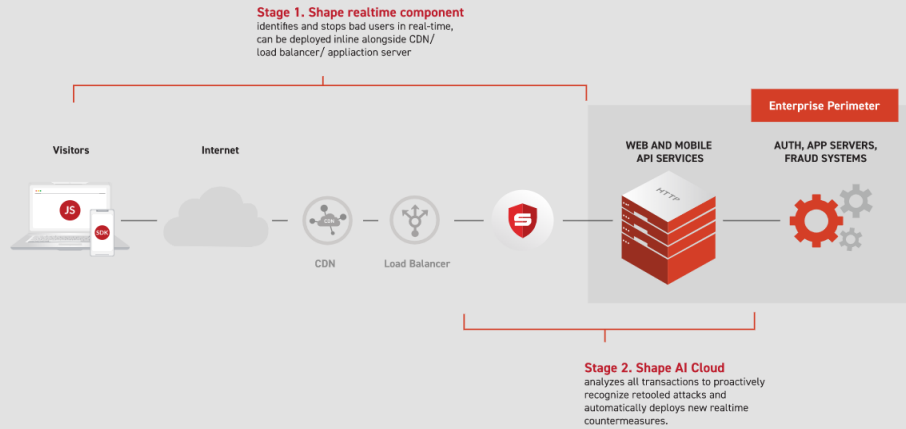 Stage 1. Shape realtime component
identifies and stops bad users in real-time,
can be deployed inline alongside CDN/
load balancer/ appliaction server
Enterprise Perimeter
Visitors
Internet
WEB AND MOBILE
API SERVICES
AUTH, APP SERVERS,
FRAUD SYSTEMS
JS
SDK
CDN
S
HTTP
CDN
Load Balancer
Stage 2. Shape AI Cloud
analyzes all transactions to proactively
recognize retooled attacks and
automatically deploys new realtime
countermeasures.